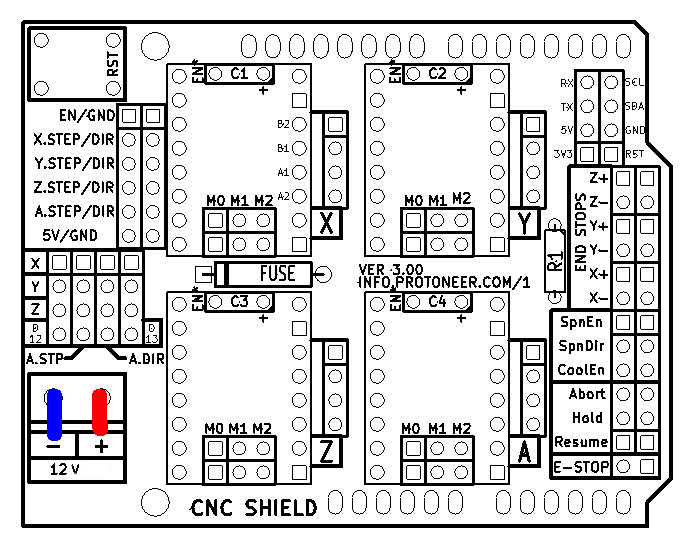 RST
EN*
C1
+
EN*
C2
+
RX
SCL
TX
SDA
5V
GND
3V3
RST
EN/GND
X.STEP/DIR
Y.STEP/DIR
Z.STEP/DIR
A.STEP/DIR
5V/GND
B2
B1
A1
A2
M0 M1 M2
X
M0 M1 M2
Y
END STOPS
Z+
Z-
Y+
Y-
X+
X-
R1
X
Y
Z
D
12
D
13
A.STP
A.DIR
FUSE
VER 3.00
INFO.PROTONEER.COM/1
EN*
C3
+
EN*
C4
+
SpnEn
SpnDir
CoolEn
Abort
Hold
Resume
E-STOP
- +
12 V
M0 M1 M2
Z
M0 M1 M2
A
CNC SHIELD